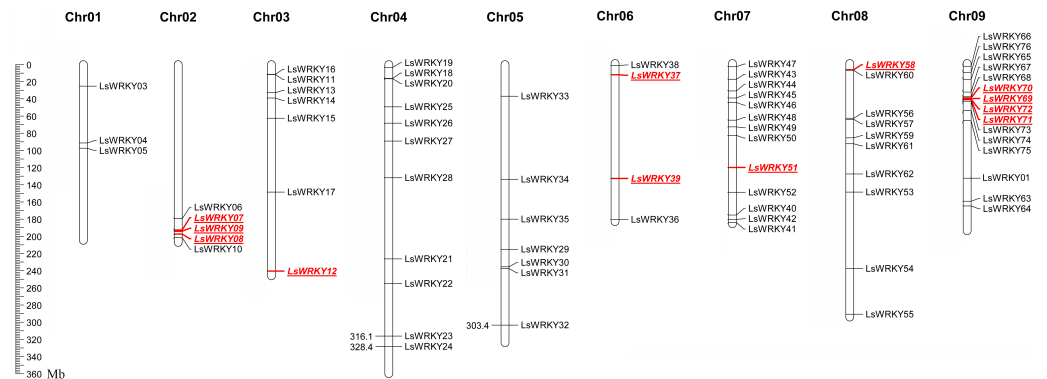 Chr01 Chr02 Chr03 Chr04 Chr05 Chr06 Chr07 Chr08 Chr09
0
20
40
60
80
100
120
140
160
180
200
220
240
260
280
300
320
340
360 Mb
LsWRKY03
LsWRKY04
LsWRKY05
LsWRKY06
LsWRKY07
LsWRKY09
LsWRKY08
LsWRKY10
LsWRKY16
LsWRKY11
LsWRKY13
LsWRKY14
LsWRKY15
LsWRKY17
LsWRKY12
LsWRKY19
LsWRKY18
LsWRKY20
LsWRKY25
LsWRKY26
LsWRKY27
LsWRKY28
LsWRKY21
LsWRKY22
316.1 LsWRKY23
328.4 LsWRKY24
LsWRKY33
LsWRKY34
LsWRKY35
LsWRKY29
LsWRKY30
LsWRKY31
303.4 LsWRKY32
LsWRKY38
LsWRKY37
LsWRKY39
LsWRKY36
LsWRKY47
LsWRKY43
LsWRKY44
LsWRKY45
LsWRKY46
LsWRKY48
LsWRKY49
LsWRKY50
LsWRKY51
LsWRKY52
LsWRKY40
LsWRKY42
LsWRKY41
LsWRKY58
LsWRKY60
LsWRKY56
LsWRKY57
LsWRKY59
LsWRKY61
LsWRKY62
LsWRKY53
LsWRKY54
LsWRKY55
LsWRKY66
LsWRKY76
LsWRKY65
LsWRKY67
LsWRKY68
LsWRKY70
LsWRKY69
LsWRKY72
LsWRKY71
LsWRKY73
LsWRKY74
LsWRKY75
LsWRKY01
LsWRKY63
LsWRKY64